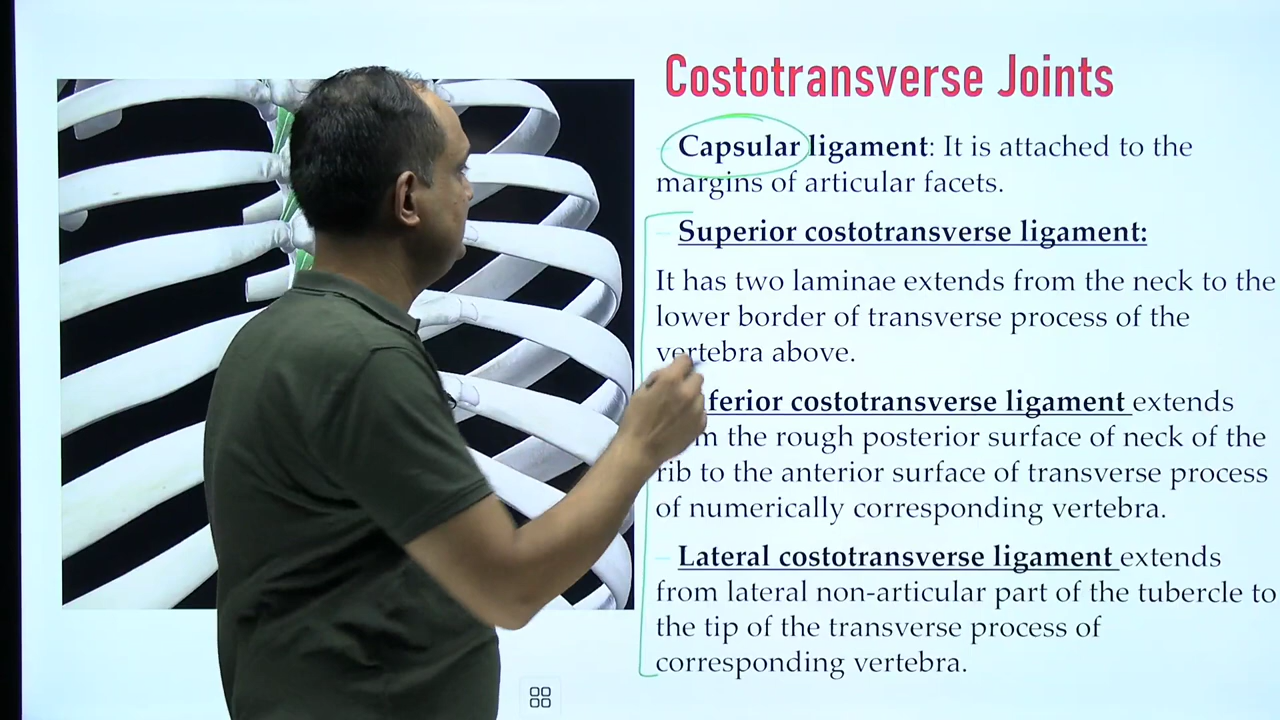 Costotransverse Joints
– Capsular ligament: It is attached to the
margins of articular facets.
– Superior costotransverse ligament:
It has two laminae extends from the neck to the
lower border of transverse process of the
vertebra above.
costotransverse ligament extends
the rough posterior surface of neck of the
rib to the anterior surface of transverse process
of numerically corresponding vertebra.
– Lateral costotransverse ligament extends
from lateral non-articular part of the tubercle to
the tip of the transverse process of
corresponding vertebra.